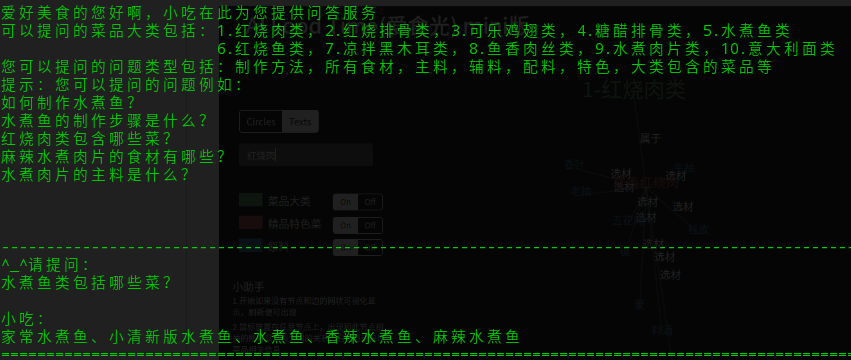 爱好美食的您好啊，小吃在此为您提供问答服务
可以提问的菜品大类包括：1.红烧肉类，2.红烧排骨类，3.可乐鸡翅类，4.糖醋排骨类，5.水煮鱼类
6.红烧鱼类，7.凉拌黑木耳类，8.鱼香肉丝类，9.水煮肉片类，10.意大利面类
您可以提问的问题类型包括：制作方法，所有食材，主料，辅料，配料，特色，大类包含的菜品等
提示：您可以提问的问题例如：
如何制作水煮鱼？
水煮鱼的制作步骤是什么？
红烧肉类包含哪些菜？
麻辣水煮肉片的食材有哪些？
水煮肉片的主料是什么？
1-红烧肉类
Circles Texts
属于
红烧肉
选材 选材
选材
菜品大类 On Off
选材 选材
精品特色菜 On Off
选材
选材
选材
选材
小助手
^_^请提问：
水煮鱼类包括哪些菜？
小吃：
家常水煮鱼、小清新版水煮鱼、水煮鱼、香辣水煮鱼、麻辣水煮鱼